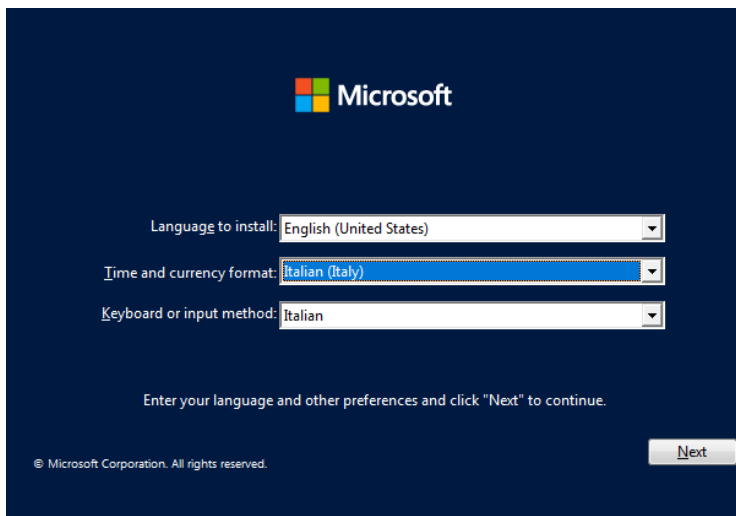 Microsoft
Language to install: English (United States)
Time and currency format: Italian (Italy)
Keyboard or input method: Italian
Enter your language and other preferences and click "Next" to continue.
Next
© Microsoft Corporation. All rights reserved.